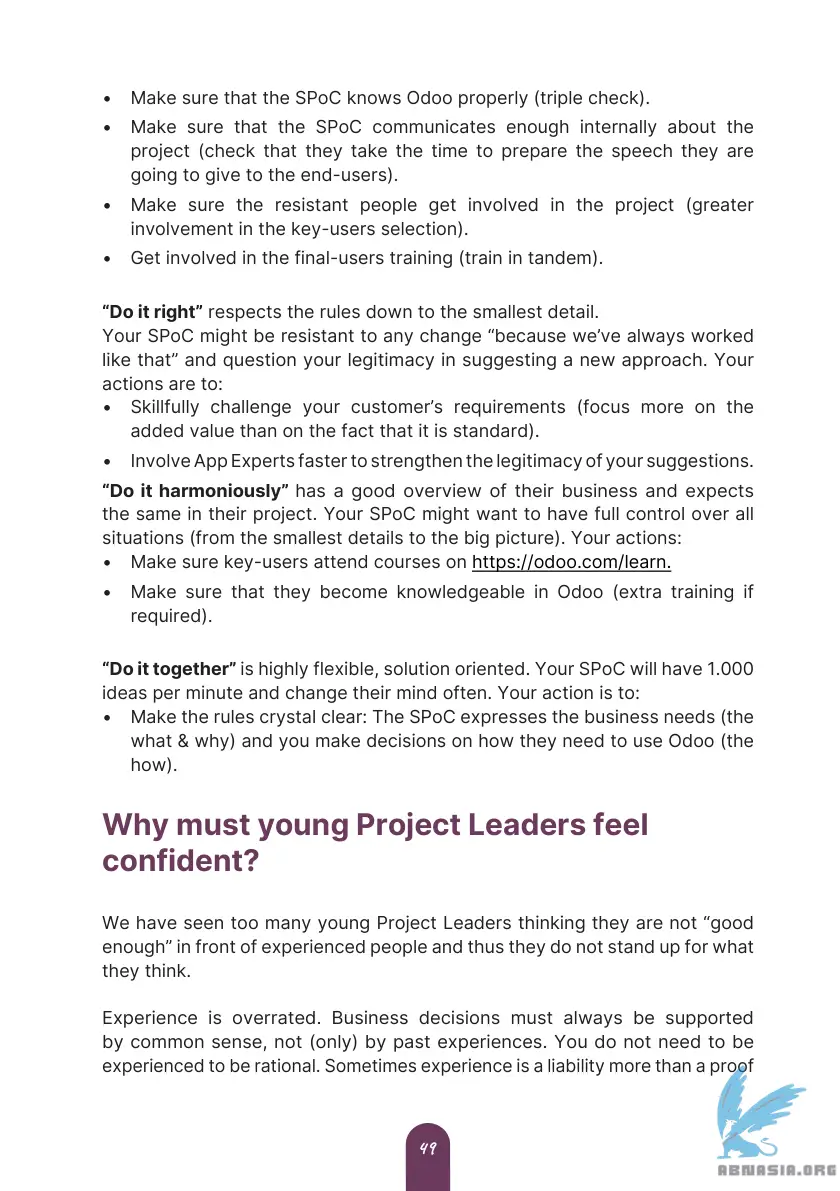 • Make sure that the SPoC knows Odoo properly (triple check).
• Make sure that the SPoC communicates enough internally about the
project (check that they take the time to prepare the speech they are
going to give to the end-users).
• Make sure the resistant people get involved in the project (greater
involvement in the key-users selection).
• Get involved in the final-users training (train in tandem).
“Do it right” respects the rules down to the smallest detail.
Your SPoC might be resistant to any change “because we’ve always worked
like that” and question your legitimacy in suggesting a new approach. Your
actions are to:
• Skillfully challenge your customer’s requirements (focus more on the
added value than on the fact that it is standard).
• Involve App Experts faster to strengthen the legitimacy of your suggestions.
“Do it harmoniously” has a good overview of their business and expects
the same in their project. Your SPoC might want to have full control over all
situations (from the smallest details to the big picture). Your actions:
• Make sure key-users attend courses on https://odoo.com/learn.
• Make sure that they become knowledgeable in Odoo (extra training if
required).
“Do it together” is highly flexible, solution oriented. Your SPoC will have 1.000
ideas per minute and change their mind often. Your action is to:
• Make the rules crystal clear: The SPoC expresses the business needs (the
what & why) and you make decisions on how they need to use Odoo (the
how).
Why must young Project Leaders feel
confident?
We have seen too many young Project Leaders thinking they are not “good
enough” in front of experienced people and thus they do not stand up for what
they think.
Experience is overrated. Business decisions must always be supported
by common sense, not (only) by past experiences. You do not need to be
experienced to be rational. Sometimes experience is a liability more than a proof
49
ABNASIA.ORG